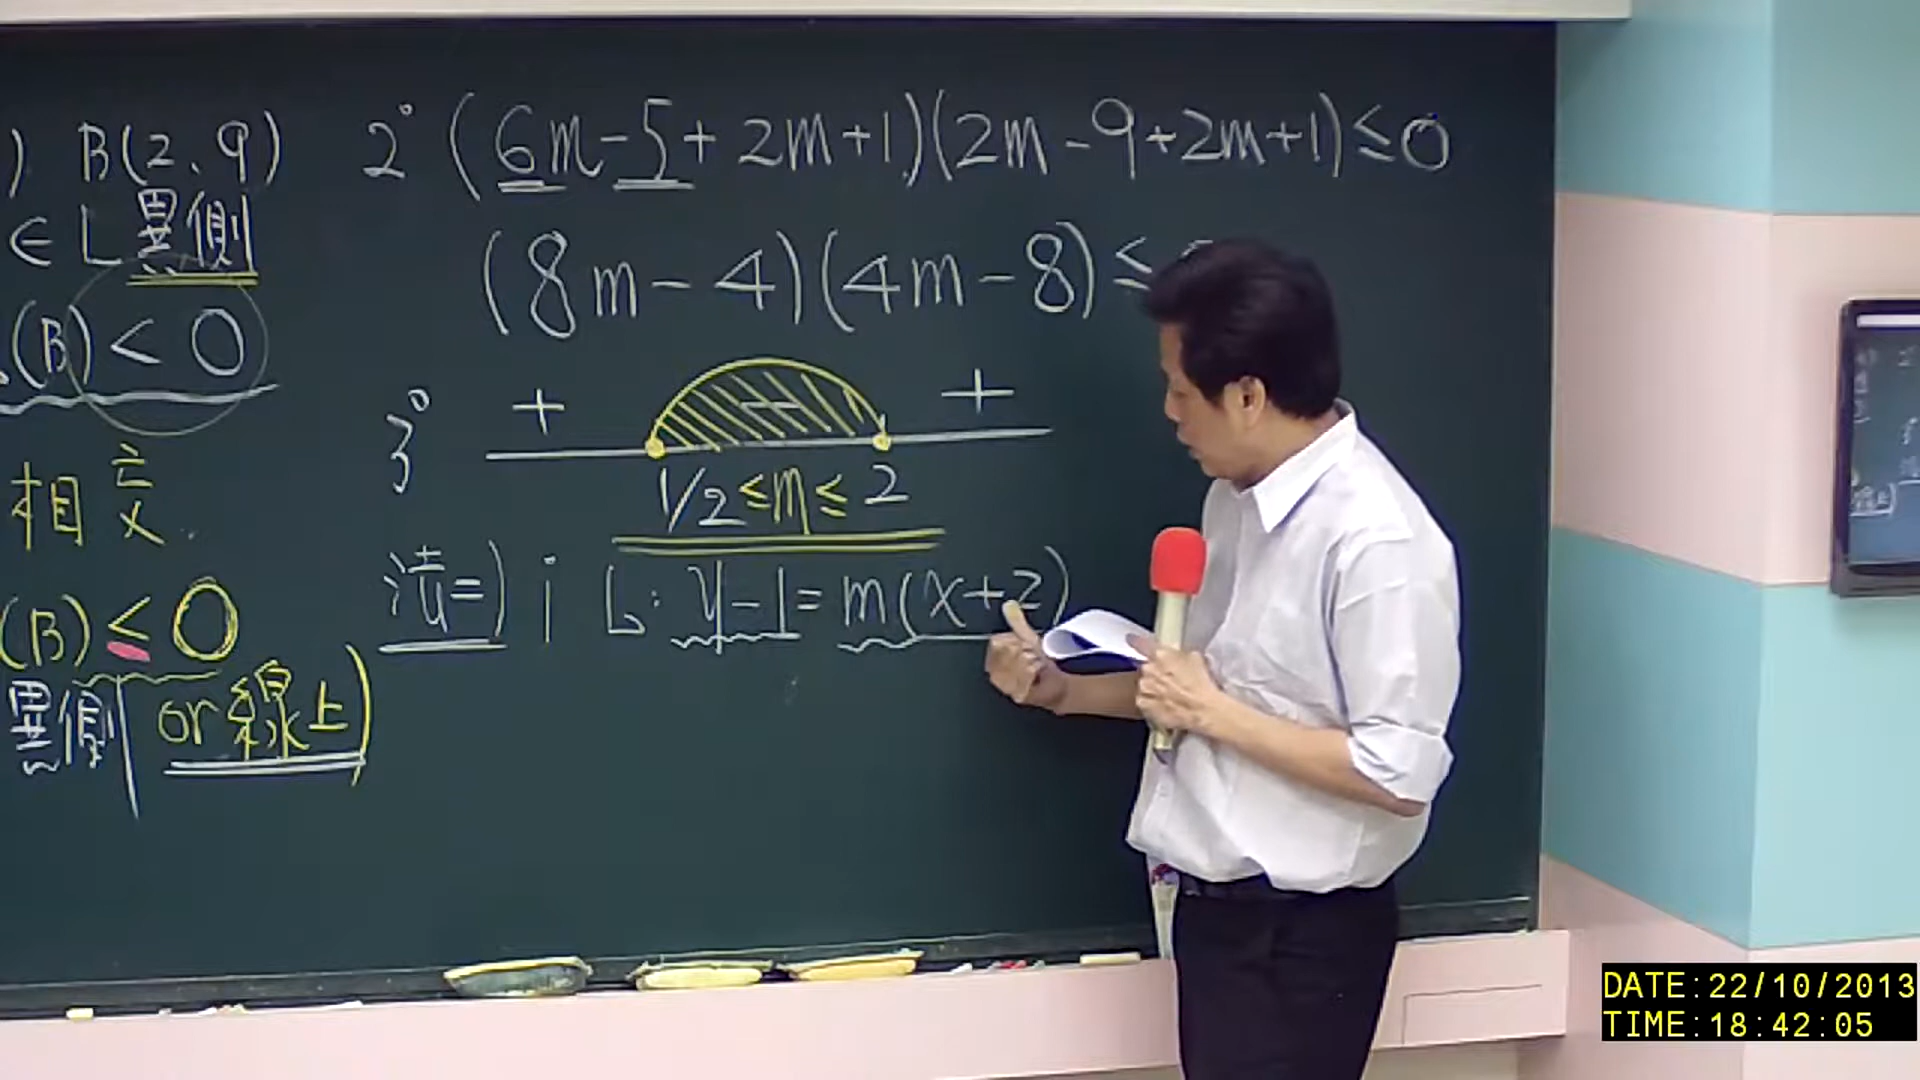 ) B(2、9)
∈ L 異側
(B) < 0
相交
(B) ≤ 0
異側 or 線上)
2° (6m-5+2m+1)(2m-9+2m+1)≤0
(8m-4)(4m-8)≤
3° + - +
1/2≤m≤2
法=) i L: y-1=m(x+2)
DATE:22/10/2013
TIME:18:42:05